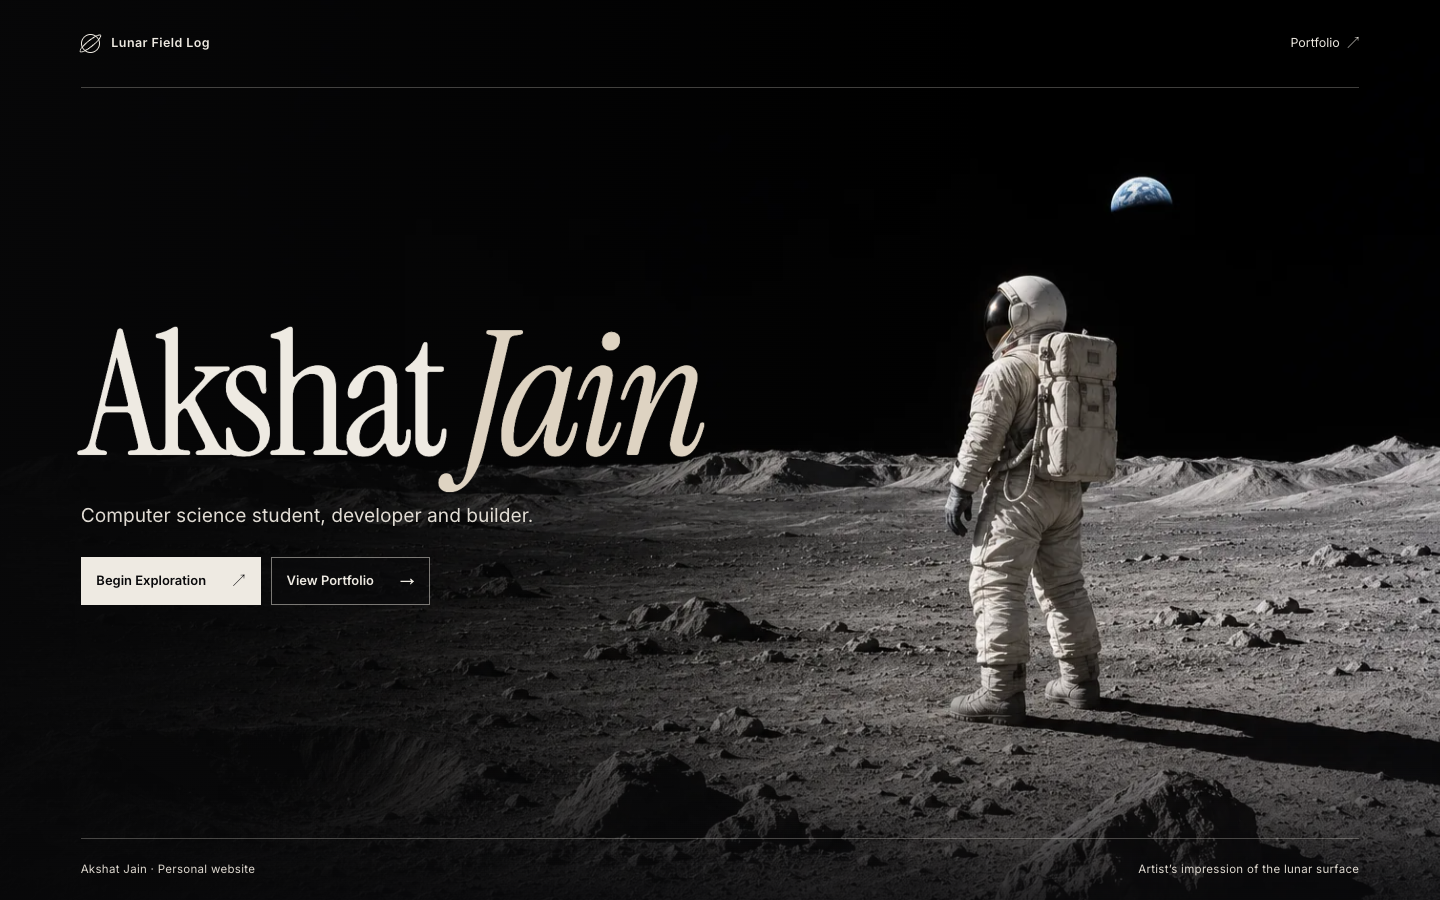 Lunar Field Log
Portfolio ↗
Akshat Jain
Computer science student, developer and builder.
Begin Exploration ↗
View Portfolio →
Akshat Jain · Personal website
Artist’s impression of the lunar surface